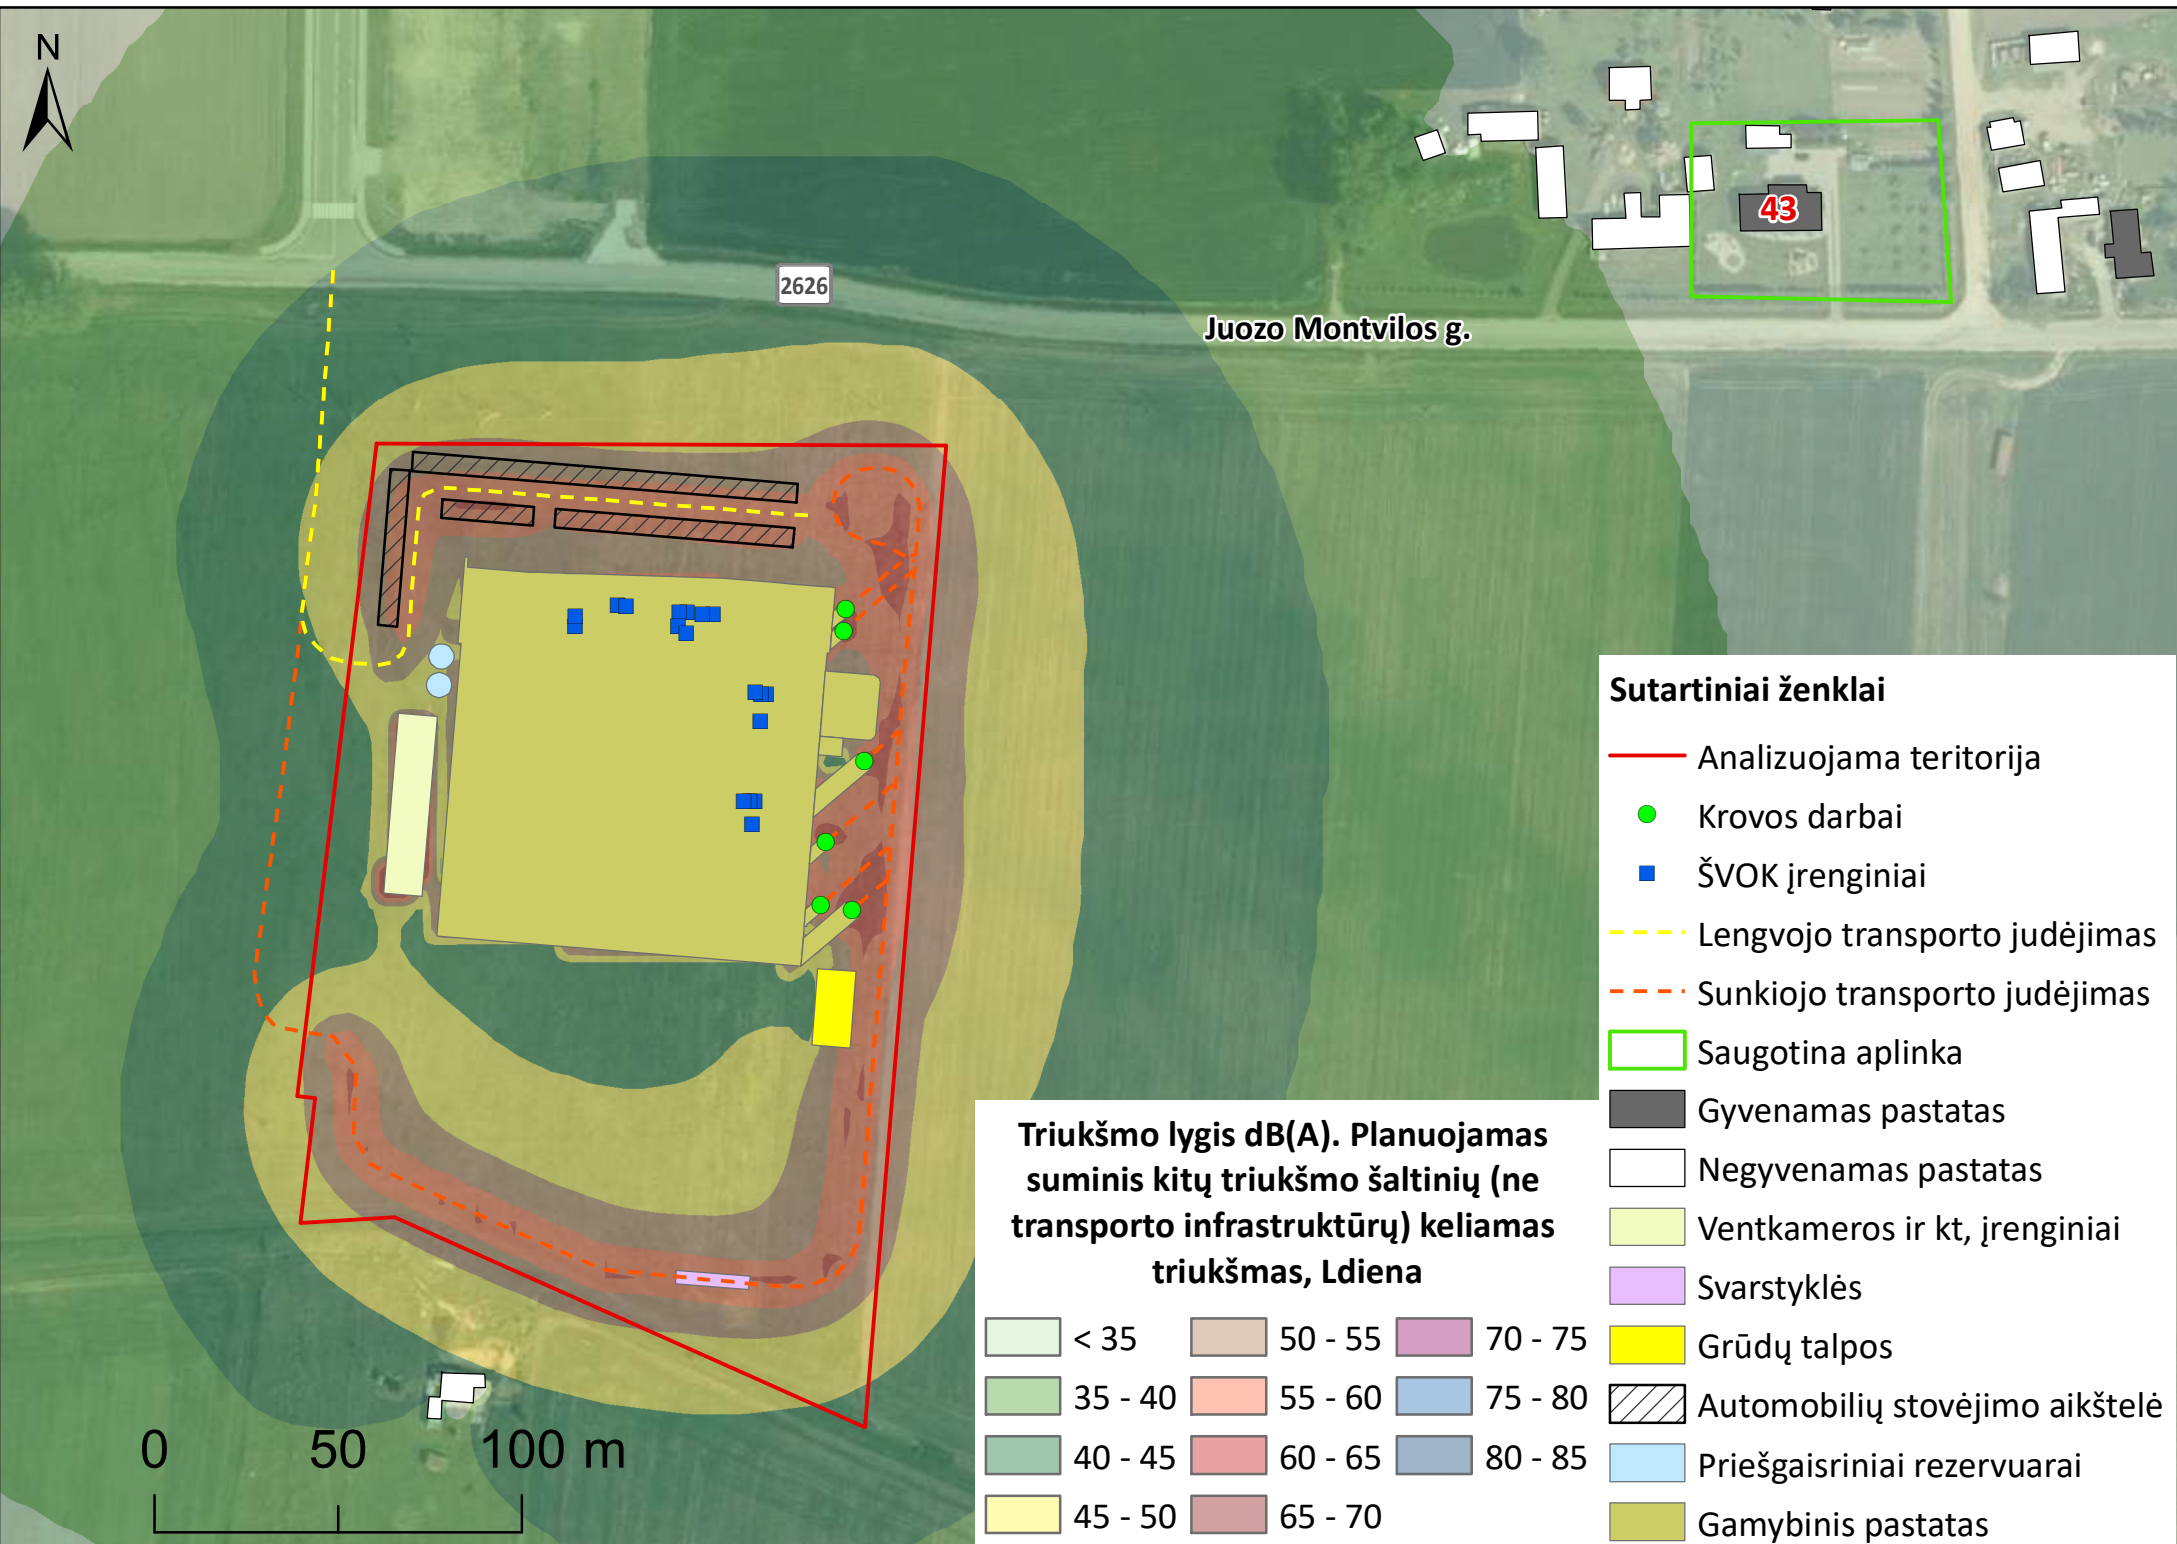 N
43
2626
Juozo Montvilos g.
Sutartiniai ženklai
Analizuojama teritorija
Krovos darbai
ŠVOK įrenginiai
Lengvojo transporto judėjimas
Sunkiojo transporto judėjimas
Saugotina aplinka
Gyvenamas pastatas
Negyvenamas pastatas
Ventkameros ir kt, įrenginiai
Svarstyklės
Grūdų talpos
Automobilių stovėjimo aikštelė
Priešgaisriniai rezervuarai
Gamybinis pastatas
Triukšmo lygis dB(A). Planuojamas
suminis kitų triukšmo šaltinių (ne
transporto infrastruktūrų) keliamas
triukšmas, Ldiena
< 35 50 - 55 70 - 75
35 - 40 55 - 60 75 - 80
40 - 45 60 - 65 80 - 85
45 - 50 65 - 70
0 50 100 m